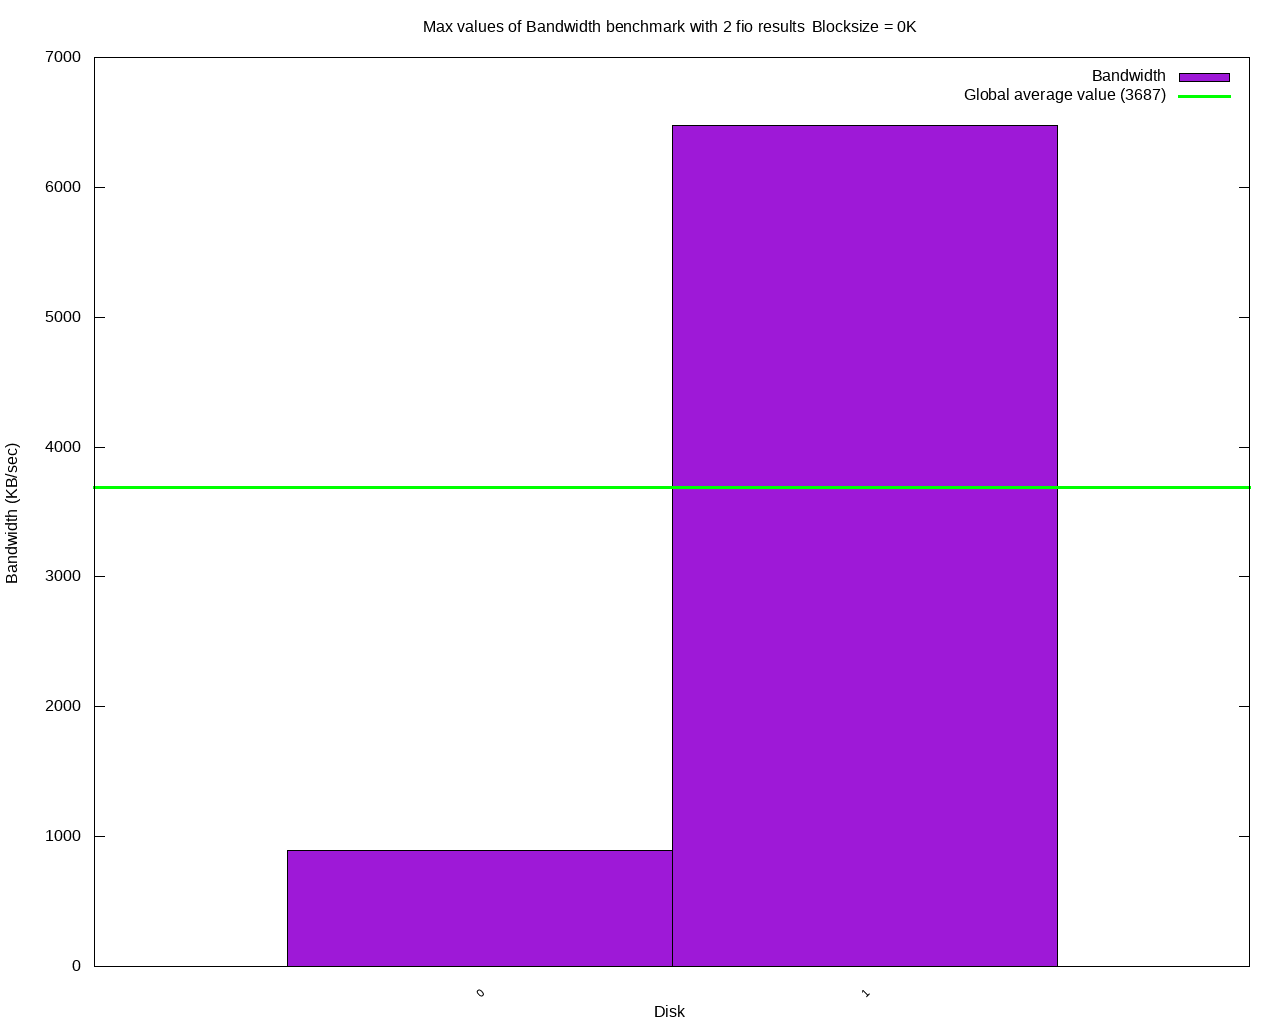 Max values of Bandwidth benchmark with 2 fio results Blocksize = 0K
Bandwidth
Global average value (3687)
7000
6000
5000
4000
3000
2000
1000
0
Bandwidth (KB/sec)
0
1
Disk